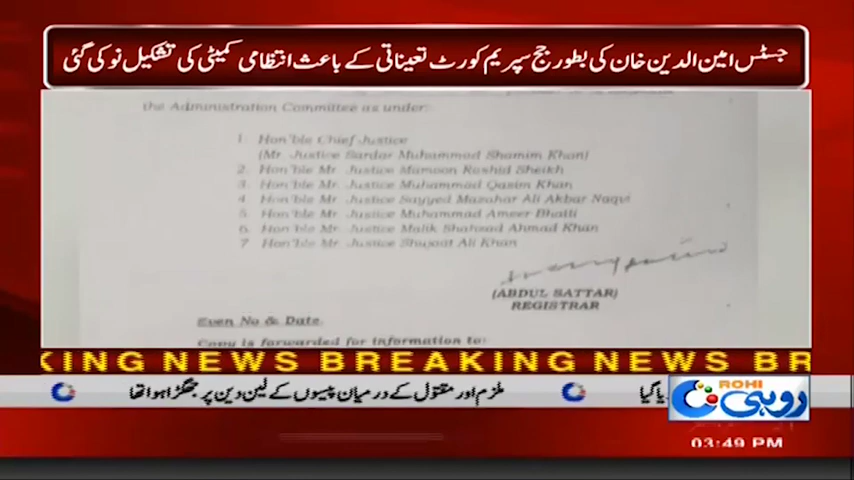 جسٹس امین الدین خان کی بطور جج سپریم کورٹ تعیناتی کے باعث انتظامی کمیٹی کی تشکیل نو کی گئی
the Administration Committee as under:
1. Hon'ble Chief Justice
(Mr. Justice Sardar Muhammad Shamim Khan)
2. Hon'ble Mr. Justice Mamoon Rashid Sheikh
3. Hon'ble Mr. Justice Muhammad Qasim Khan
4. Hon'ble Mr. Justice Sayyed Mazahar Ali Akbar Naqvi
5. Hon'ble Mr. Justice Muhammad Ameer Bhatti
6. Hon'ble Mr. Justice Malik Shahzad Ahmad Khan
7. Hon'ble Mr. Justice Shujaat Ali Khan
(ABDUL SATTAR)
REGISTRAR
Even No & Date.
Copy is forwarded for information to:
KING NEWS BREAKING NEWS BR
یا گیا ملزم اور مقتول کے درمیان پیسوں کے لین دین پر جھگڑا ہوا تھا
ROHI
روہی
03:49 PM